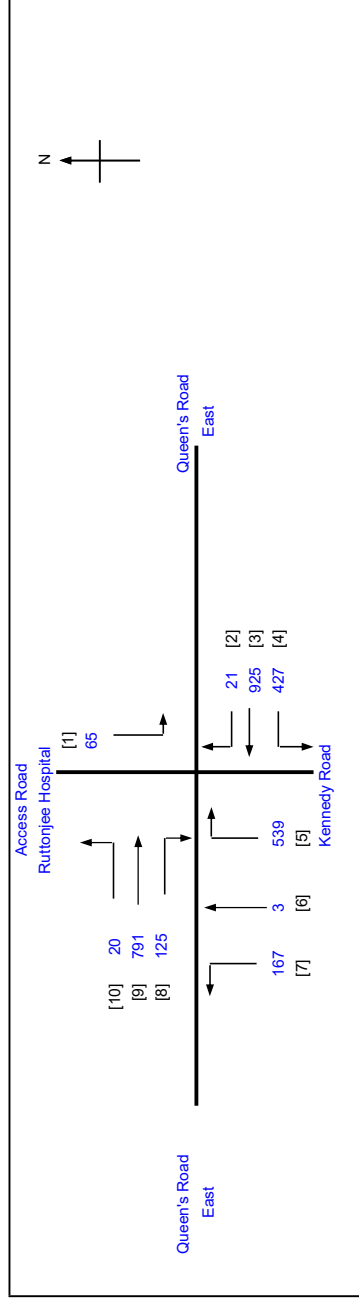 N
Access Road
Ruttonjee Hospital
[1]
65
[10] 20
[9] 791
[8] 125
Queen's Road
East
Queen's Road
East
21 [2]
925 [3]
427 [4]
167 3 539
[7] [6] [5]
Kennedy Road